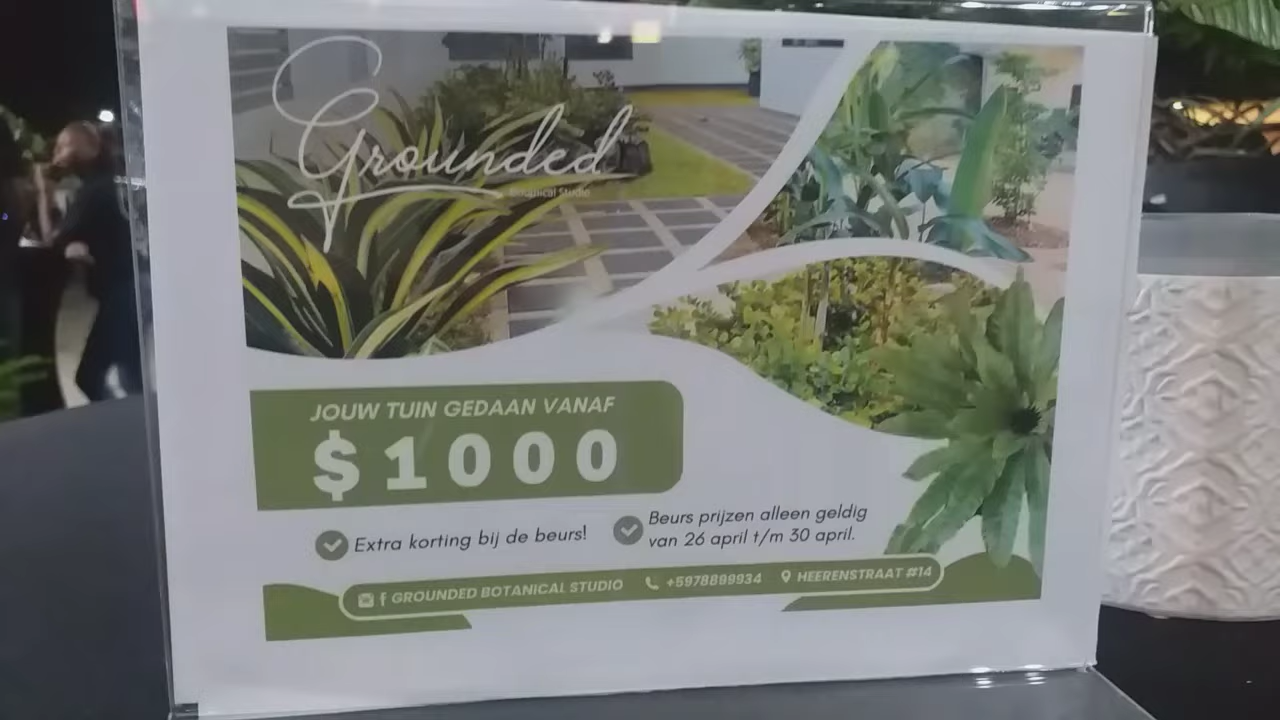 Grounded
Botanical Studio
JOUW TUIN GEDAAN VANAF
$1000
Extra korting bij de beurs!
Beurs prijzen alleen geldig
van 26 april t/m 30 april.
GROUNDED BOTANICAL STUDIO
+5978899934
HEERENSTRAAT #14